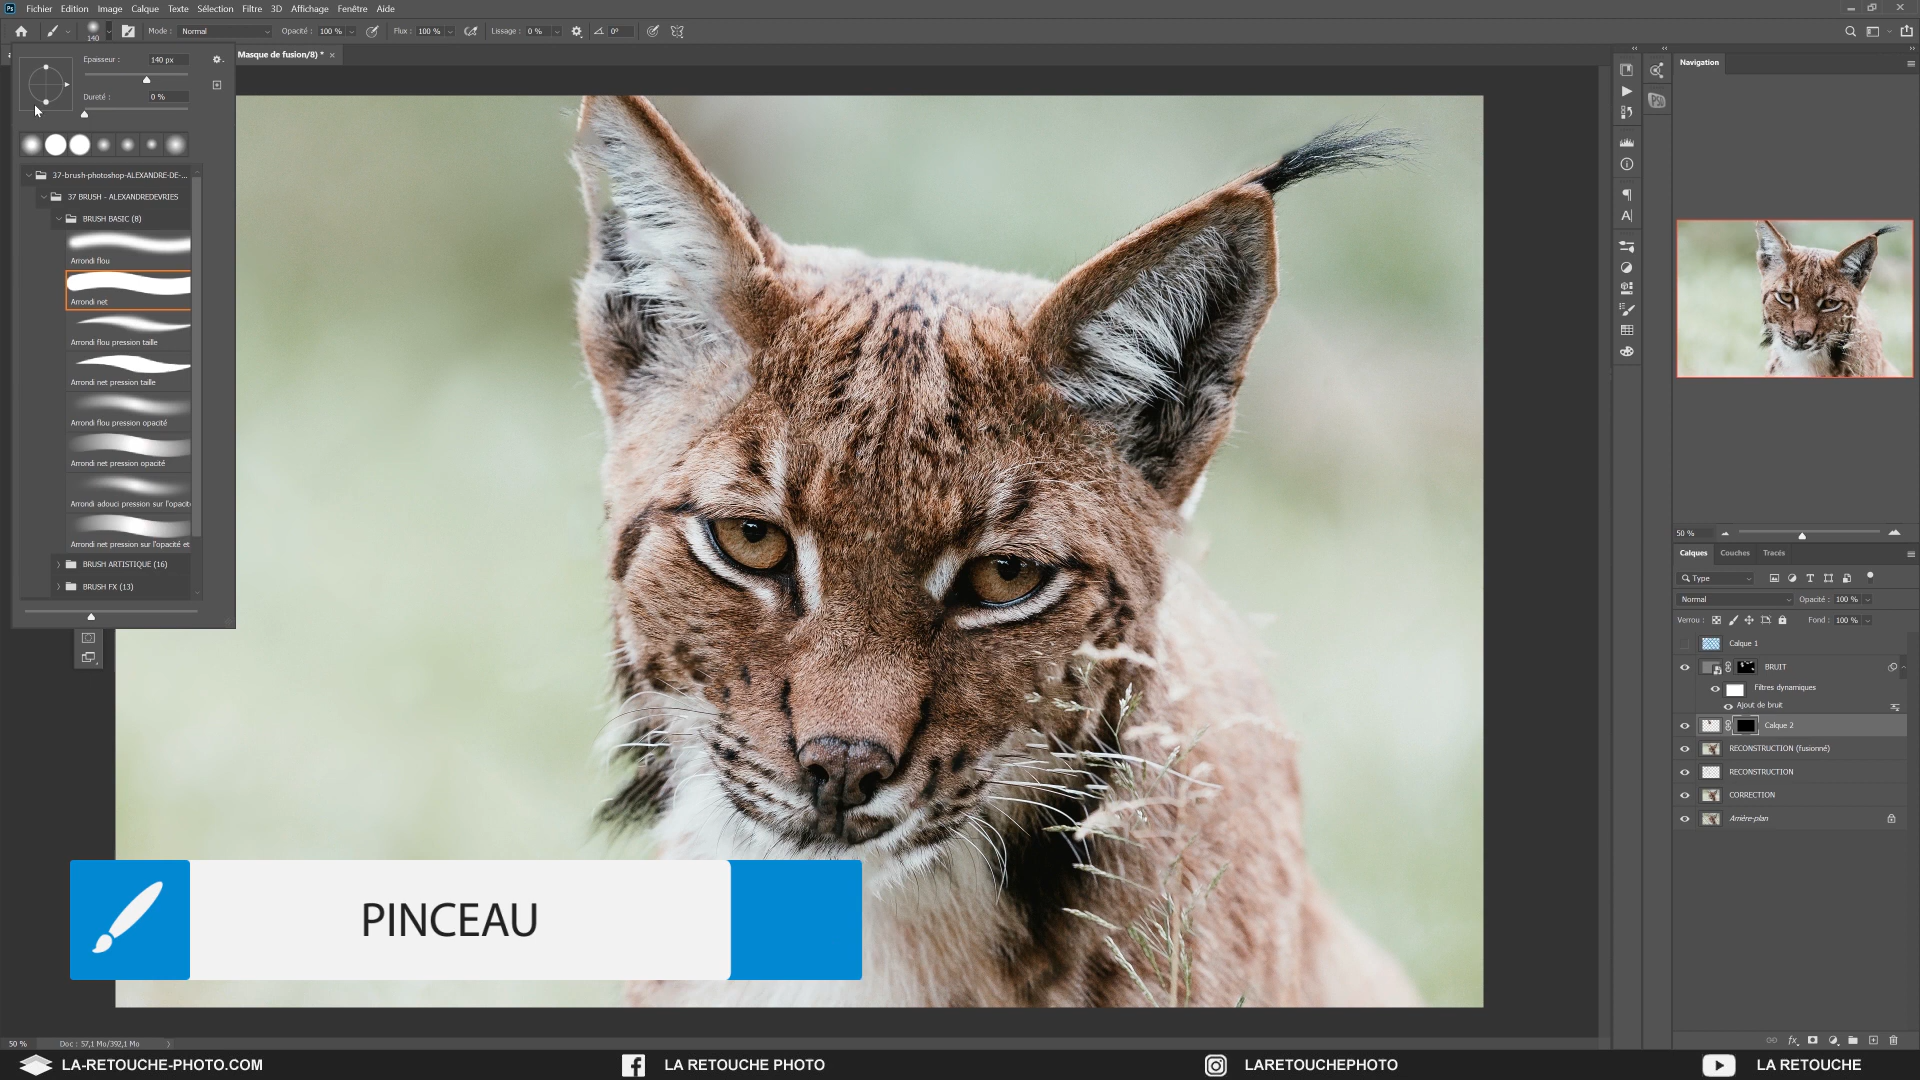 Ps Fichier Edition Image Calque Texte Sélection Filtre 3D Affichage Fenêtre Aide
140 Mode : Normal Opacité : 100 % Flux : 100 % Lissage : 0 % 0°
Masque de fusion/8) * ×
Epaisseur : 140 px
Dureté : 0 %
37-brush-photoshop-ALEXANDRE-DE-...
37 BRUSH - ALEXANDREDEVRIES
BRUSH BASIC (8)
Arrondi flou
Arrondi net
Arrondi flou pression taille
Arrondi net pression taille
Arrondi flou pression opacité
Arrondi net pression opacité
Arrondi adouci pression sur l'opacit
Arrondi net pression sur l'opacité et
BRUSH ARTISTIQUE (16)
BRUSH FX (13)
PINCEAU
Navigation
50 %
Calques Couches Tracés
Type
Normal Opacité : 100 %
Verrou : Fond : 100 %
Calque 1
BRUIT
Filtres dynamiques
Ajout de bruit
Calque 2
RECONSTRUCTION (fusionné)
RECONSTRUCTION
CORRECTION
Arrière-plan
fx
50 % Doc : 57,1 Mo/392,1 Mo
LA-RETOUCHE-PHOTO.COM LA RETOUCHE PHOTO LARETOUCHEPHOTO LA RETOUCHE